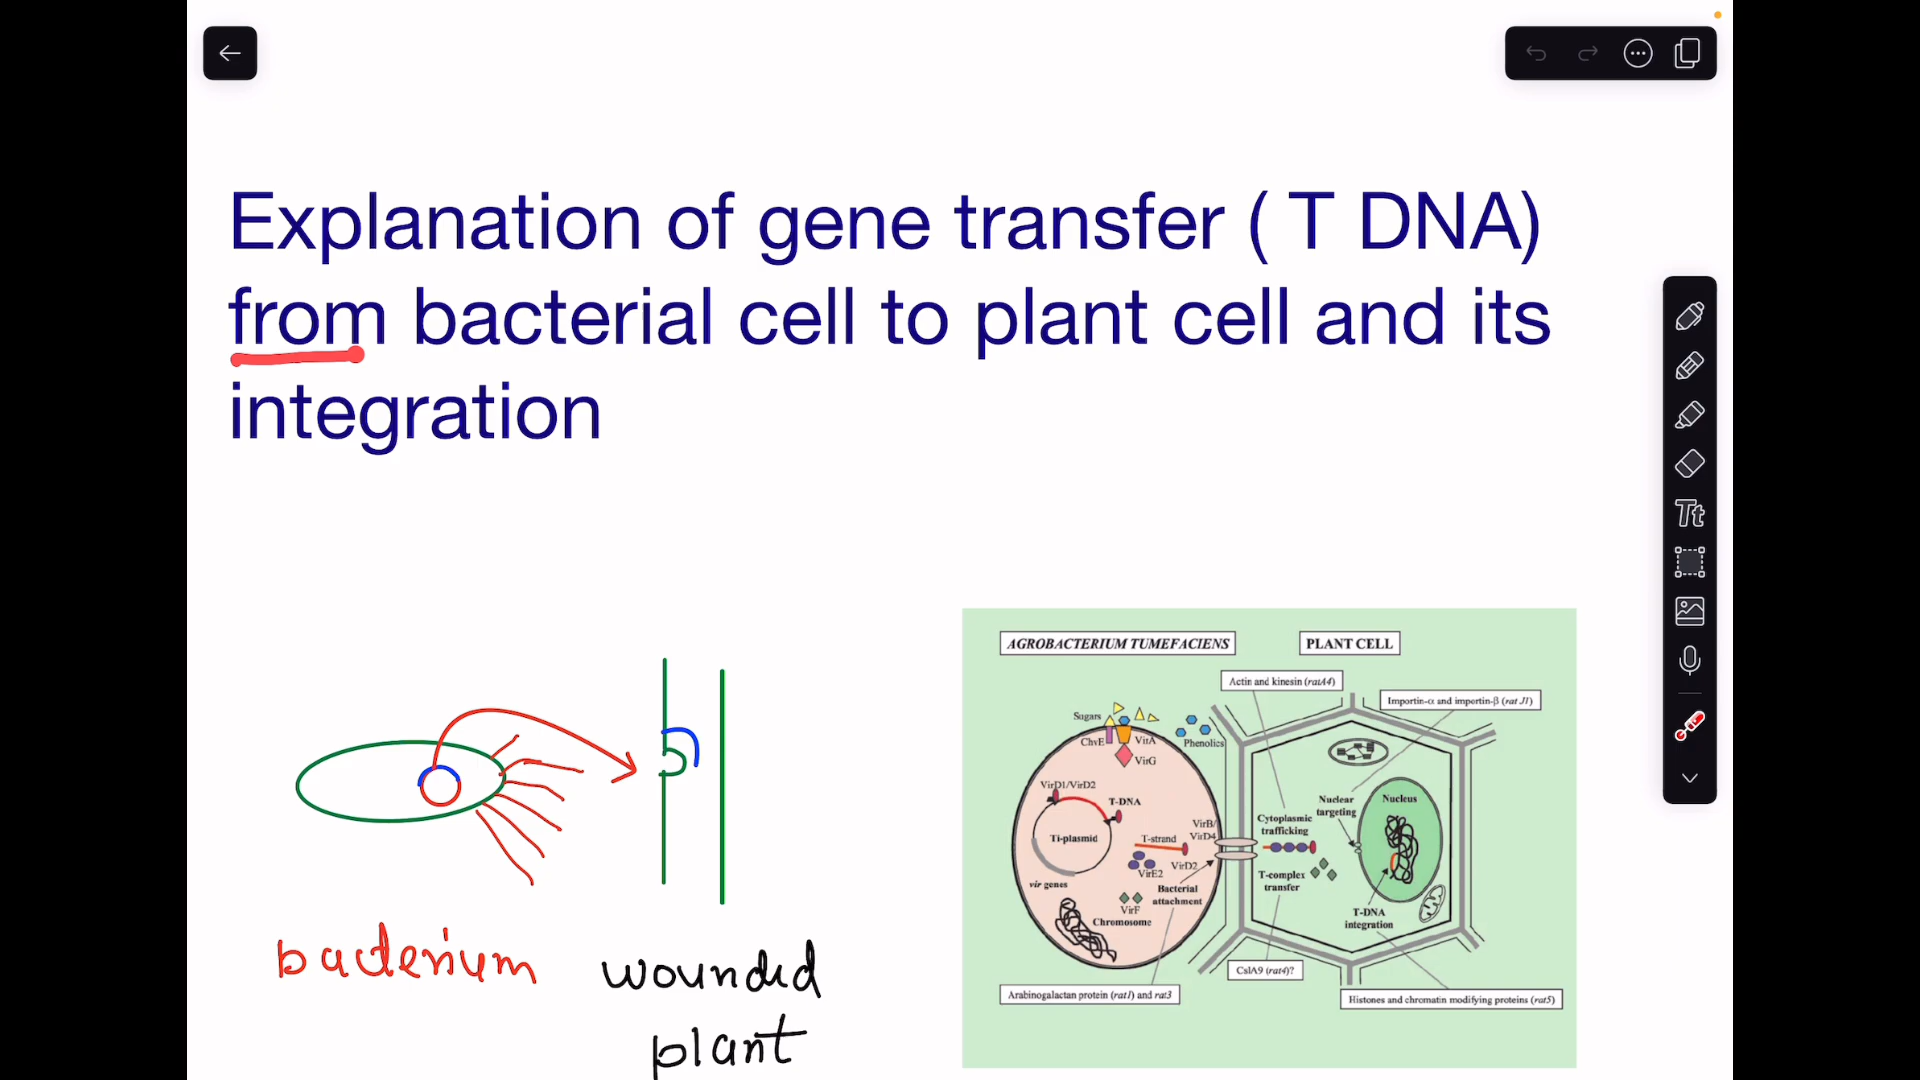 Explanation of gene transfer ( T DNA)
from bacterial cell to plant cell and its
integration
bacterium
wounded
plant
AGROBACTERIUM TUMEFACIENS
PLANT CELL
Actin and kinesin (ratA4)
Importin-α and importin-β (rat J1)
Sugars
ChvE
VirA
Phenolics
VirG
VirD1/VirD2
T-DNA
Ti-plasmid
vir genes
T-strand
VirB/
VirD4
VirE2
VirD2
Bacterial
attachment
VirF
Chromosome
Cytoplasmic
trafficking
Nuclear
targeting
Nucleus
T-complex
transfer
T-DNA
integration
CslA9 (rat4)?
Arabinogalactan protein (rat1) and rat3
Histones and chromatin modifying proteins (rat5)
Tt